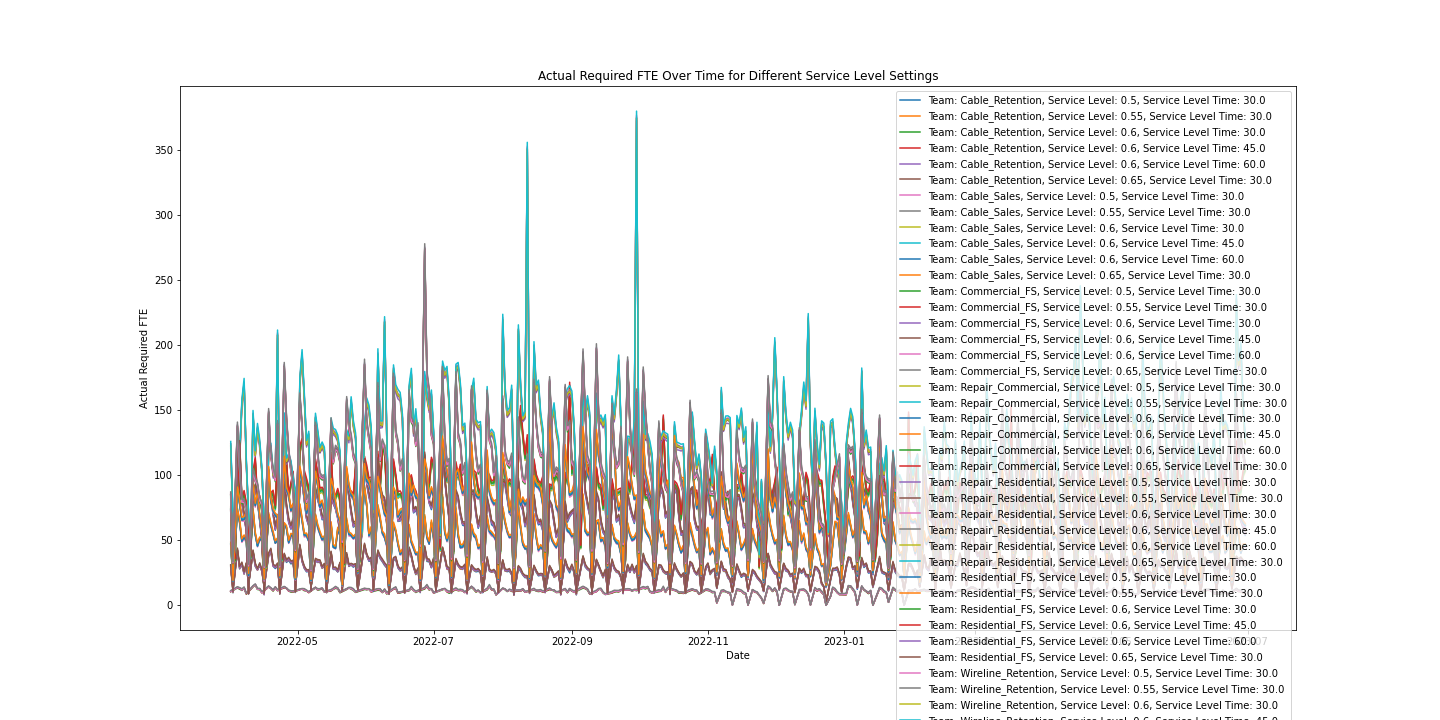 Actual Required FTE Over Time for Different Service Level Settings
Actual Required FTE
350
300
250
200
150
100
50
0
Team: Cable_Retention, Service Level: 0.5, Service Level Time: 30.0
Team: Cable_Retention, Service Level: 0.55, Service Level Time: 30.0
Team: Cable_Retention, Service Level: 0.6, Service Level Time: 30.0
Team: Cable_Retention, Service Level: 0.6, Service Level Time: 45.0
Team: Cable_Retention, Service Level: 0.6, Service Level Time: 60.0
Team: Cable_Retention, Service Level: 0.65, Service Level Time: 30.0
Team: Cable_Sales, Service Level: 0.5, Service Level Time: 30.0
Team: Cable_Sales, Service Level: 0.55, Service Level Time: 30.0
Team: Cable_Sales, Service Level: 0.6, Service Level Time: 30.0
Team: Cable_Sales, Service Level: 0.6, Service Level Time: 45.0
Team: Cable_Sales, Service Level: 0.6, Service Level Time: 60.0
Team: Cable_Sales, Service Level: 0.65, Service Level Time: 30.0
Team: Commercial_FS, Service Level: 0.5, Service Level Time: 30.0
Team: Commercial_FS, Service Level: 0.55, Service Level Time: 30.0
Team: Commercial_FS, Service Level: 0.6, Service Level Time: 30.0
Team: Commercial_FS, Service Level: 0.6, Service Level Time: 45.0
Team: Commercial_FS, Service Level: 0.6, Service Level Time: 60.0
Team: Commercial_FS, Service Level: 0.65, Service Level Time: 30.0
Team: Repair_Commercial, Service Level: 0.5, Service Level Time: 30.0
Team: Repair_Commercial, Service Level: 0.55, Service Level Time: 30.0
Team: Repair_Commercial, Service Level: 0.6, Service Level Time: 30.0
Team: Repair_Commercial, Service Level: 0.6, Service Level Time: 45.0
Team: Repair_Commercial, Service Level: 0.6, Service Level Time: 60.0
Team: Repair_Commercial, Service Level: 0.65, Service Level Time: 30.0
Team: Repair_Residential, Service Level: 0.5, Service Level Time: 30.0
Team: Repair_Residential, Service Level: 0.55, Service Level Time: 30.0
Team: Repair_Residential, Service Level: 0.6, Service Level Time: 30.0
Team: Repair_Residential, Service Level: 0.6, Service Level Time: 45.0
Team: Repair_Residential, Service Level: 0.6, Service Level Time: 60.0
Team: Repair_Residential, Service Level: 0.65, Service Level Time: 30.0
Team: Residential_FS, Service Level: 0.5, Service Level Time: 30.0
Team: Residential_FS, Service Level: 0.55, Service Level Time: 30.0
Team: Residential_FS, Service Level: 0.6, Service Level Time: 30.0
Team: Residential_FS, Service Level: 0.6, Service Level Time: 45.0
Team: Residential_FS, Service Level: 0.6, Service Level Time: 60.0
Team: Residential_FS, Service Level: 0.65, Service Level Time: 30.0
Team: Wireline_Retention, Service Level: 0.5, Service Level Time: 30.0
Team: Wireline_Retention, Service Level: 0.55, Service Level Time: 30.0
Team: Wireline_Retention, Service Level: 0.6, Service Level Time: 30.0
Team: Wireline_Retention, Service Level: 0.6, Service Level Time: 45.0
2022-05
2022-07
2022-09
2022-11
2023-01
Date